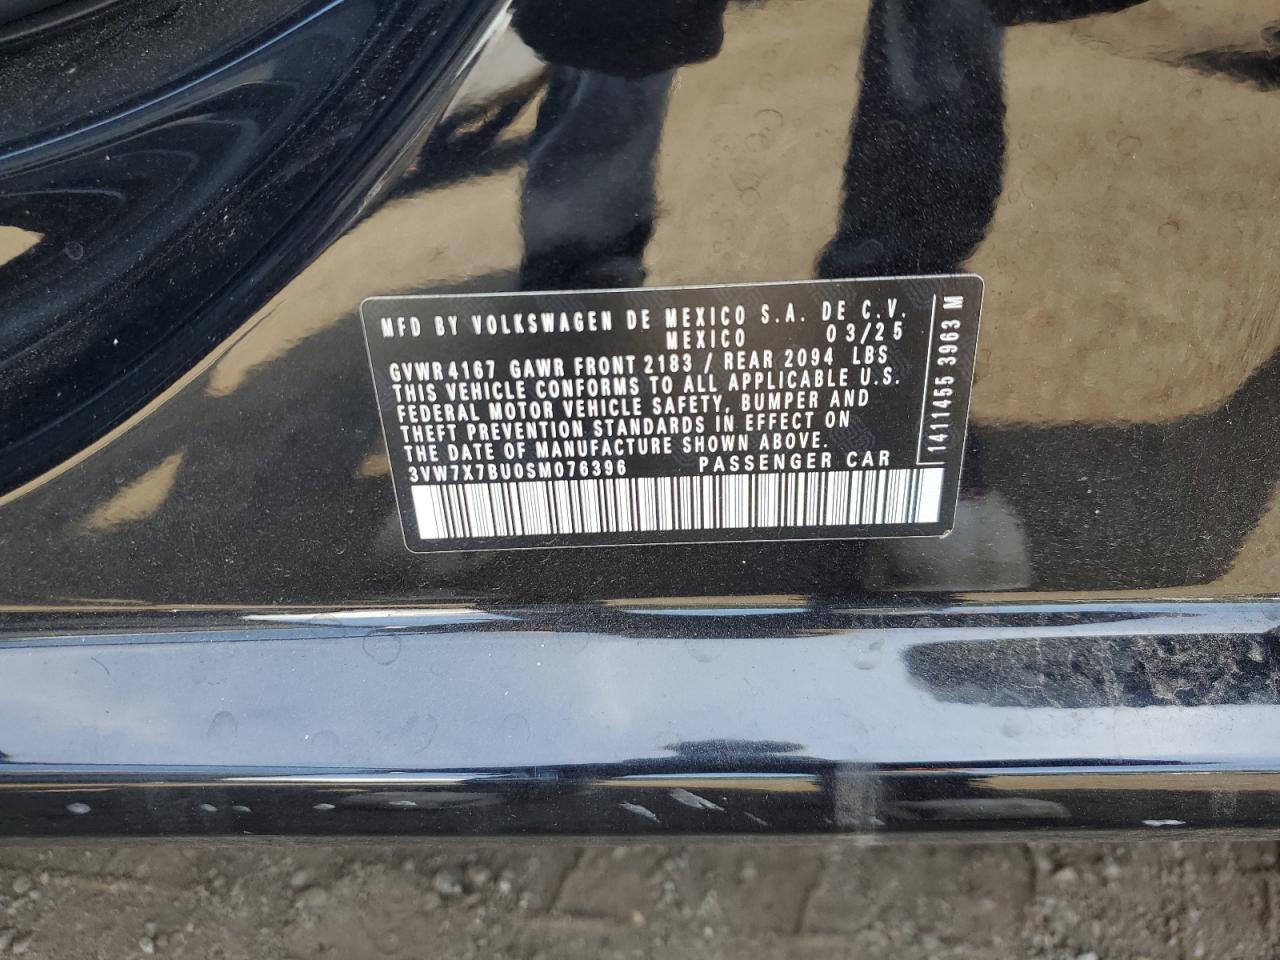 MFD BY VOLKSWAGEN DE MEXICO S.A. DE C.V.
MEXICO 03/25
GVWR 4167 GAWR FRONT 2183 / REAR 2094 LBS
THIS VEHICLE CONFORMS TO ALL APPLICABLE U.S.
FEDERAL MOTOR VEHICLE SAFETY, BUMPER AND
THEFT PREVENTION STANDARDS IN EFFECT ON
THE DATE OF MANUFACTURE SHOWN ABOVE.
3VW7X7BU0SM076396 PASSENGER CAR
1411455 3963 M